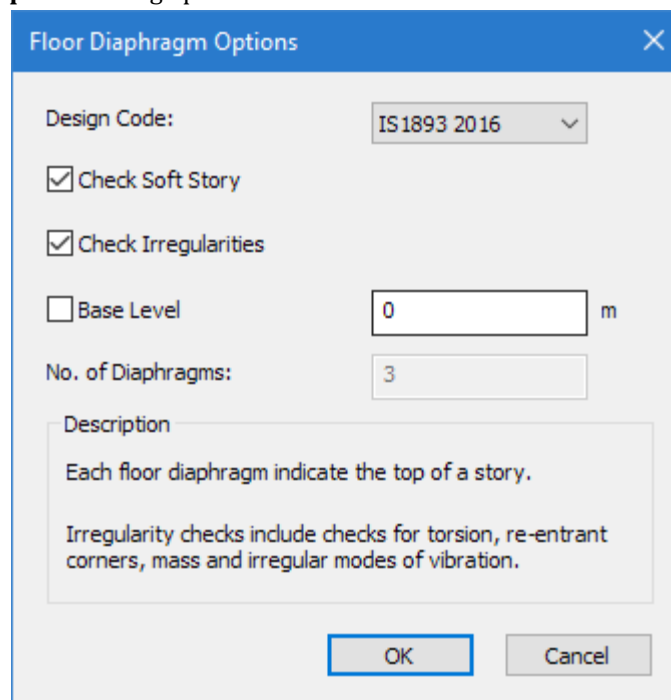 Floor Diaphragm Options
Design Code: IS1893 2016
Check Soft Story
Check Irregularities
Base Level 0 m
No. of Diaphragms: 3
Description
Each floor diaphragm indicate the top of a story.
Irregularity checks include checks for torsion, re-entrant
corners, mass and irregular modes of vibration.
OK Cancel